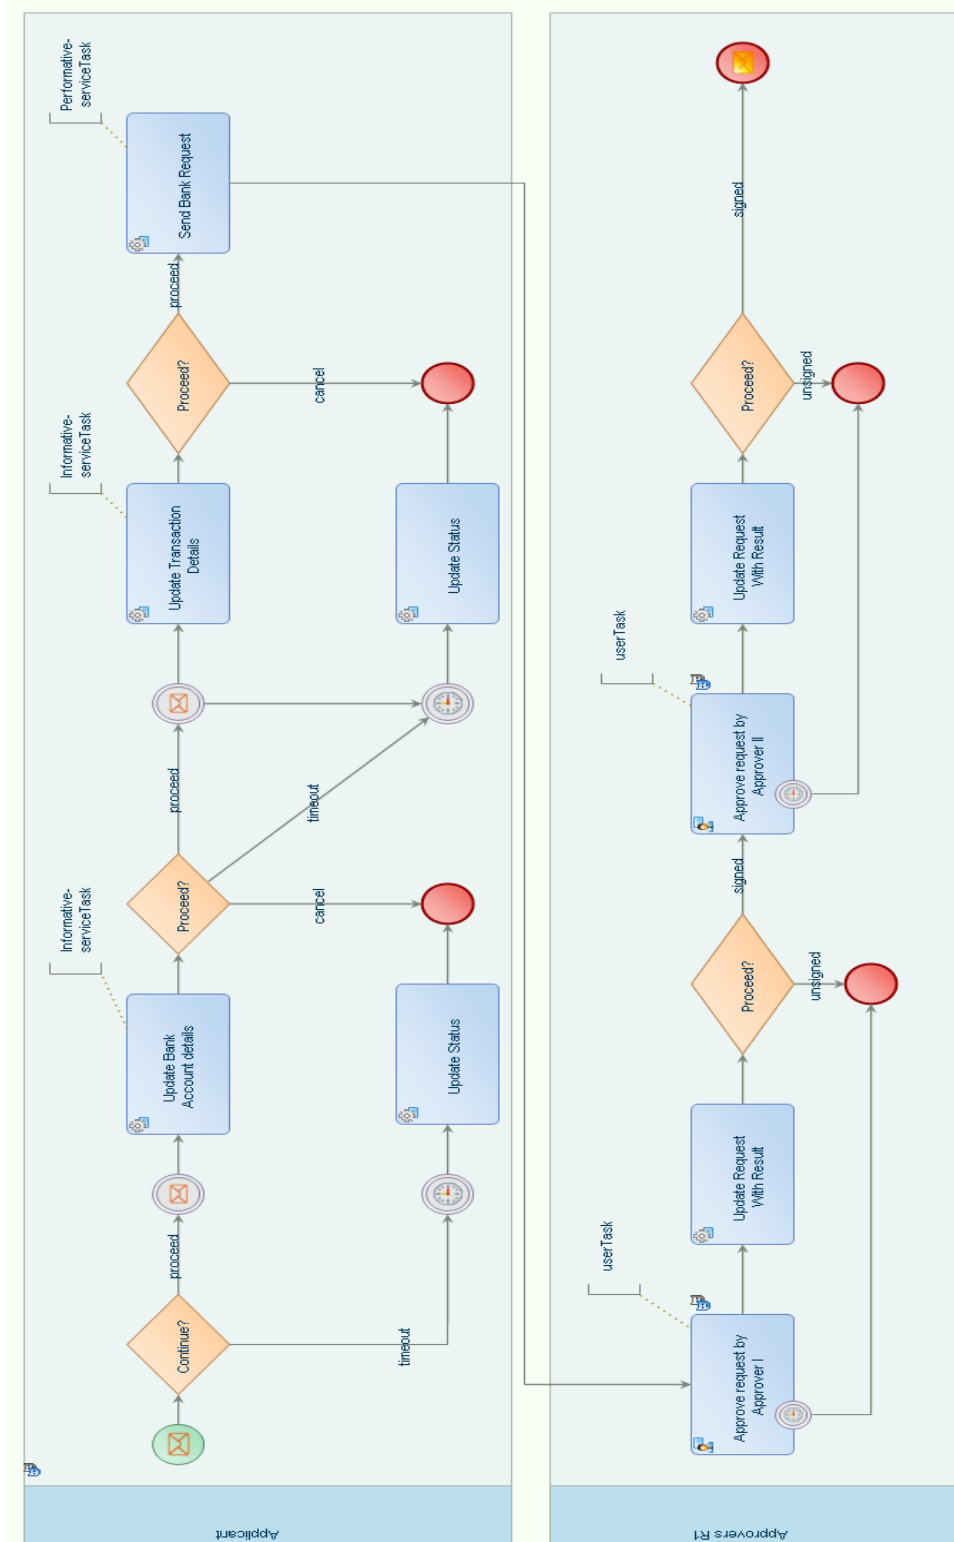 Applicant
Continue?
proceed
timeout
Update Bank
Account details
Informative-
serviceTask
Update Status
Proceed?
proceed
timeout
cancel
Update Transaction
Details
Informative-
serviceTask
Update Status
Proceed?
proceed
cancel
Send Bank Request
Performative-
serviceTask
Approvers R1
Approve request by
Approver I
userTask
Update Request
With Result
Proceed?
signed
unsigned
Approve request by
Approver II
userTask
Update Request
With Result
Proceed?
signed
unsigned